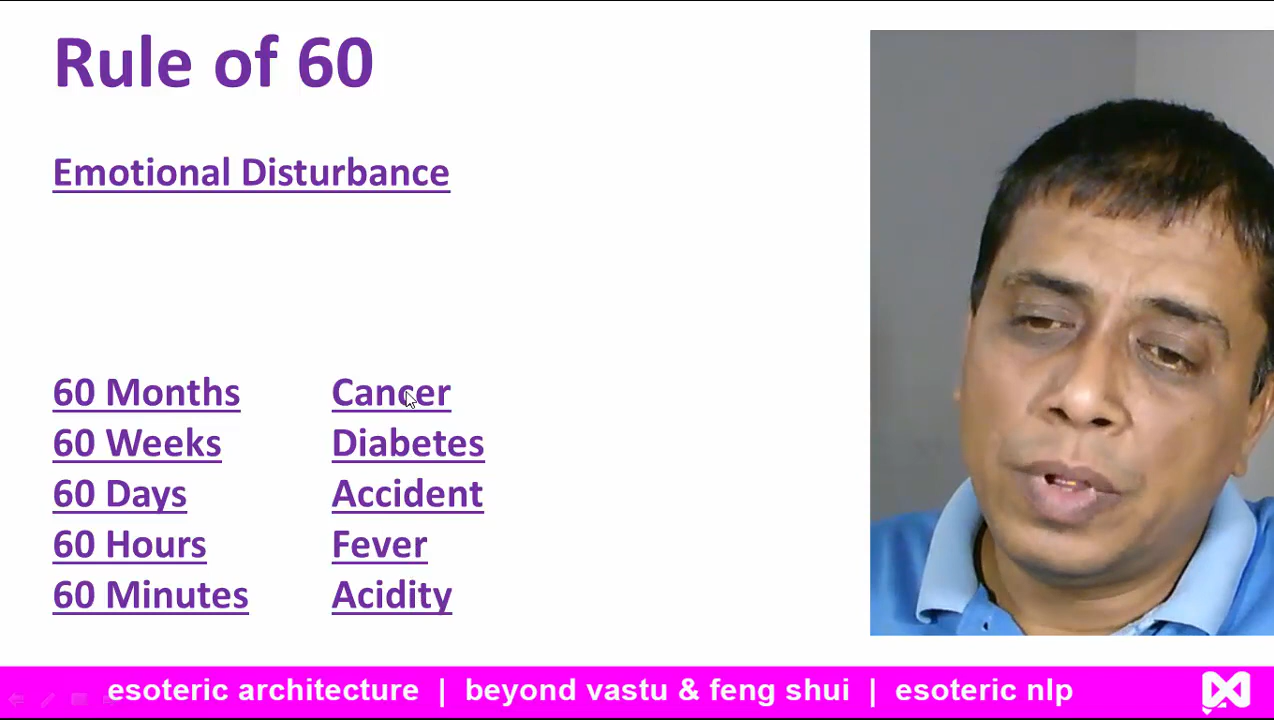 Rule of 60
Emotional Disturbance
60 Months Cancer
60 Weeks Diabetes
60 Days Accident
60 Hours Fever
60 Minutes Acidity
esoteric architecture | beyond vastu & feng shui | esoteric nlp